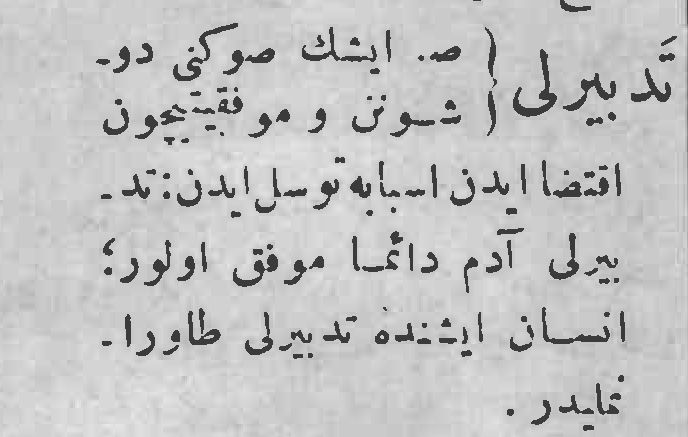 تَدبیرلی ( ص. ایشك صوكنی دو-
شونن و موفقیتیچون
اقتضا ایدن اسبابه توسل ایدن: تد-
بیرلی آدم دائما موفق اولور؛
انسان ایشنده تدبیرلی طاورا-
نمایدر.